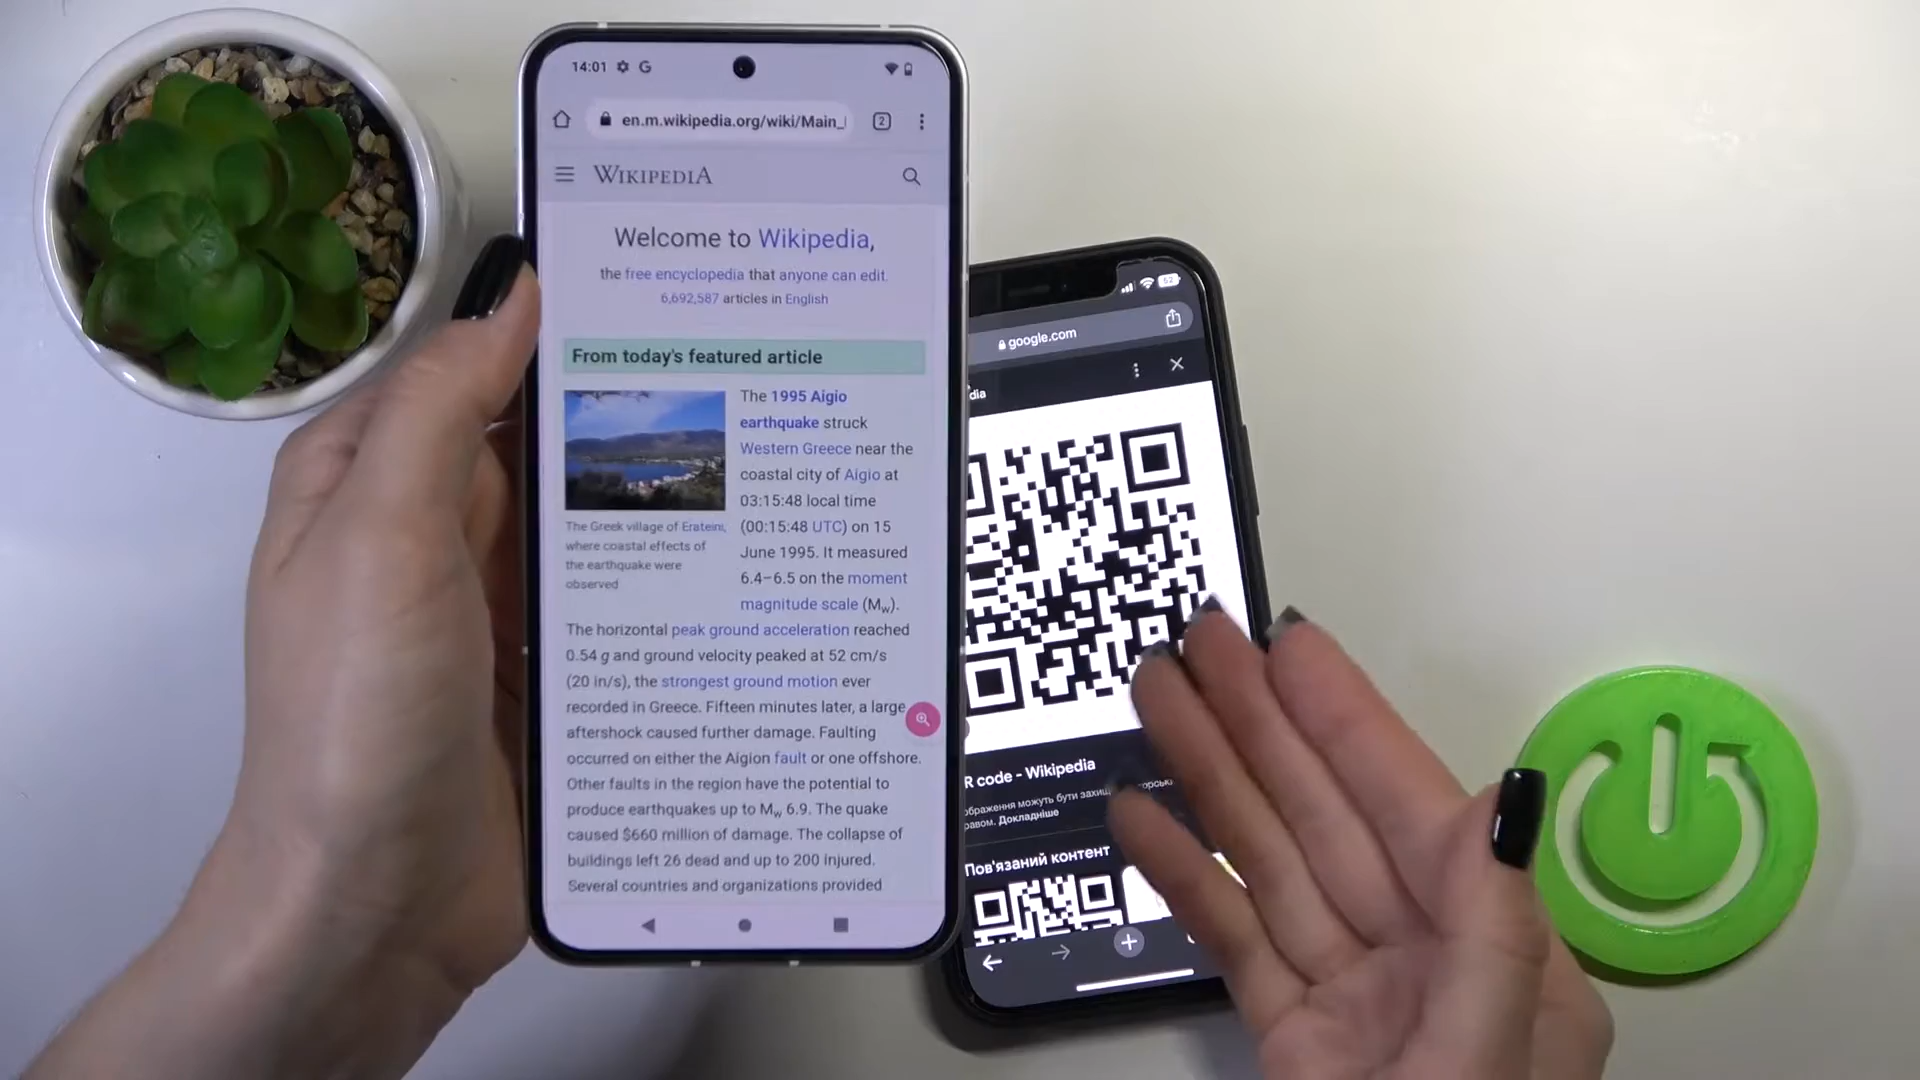 14:01
en.m.wikipedia.org/wiki/Main_
2
WIKIPEDIA
Welcome to Wikipedia,
the free encyclopedia that anyone can edit.
6,692,587 articles in English
From today's featured article
The 1995 Aigio
earthquake struck
Western Greece near the
coastal city of Aigio at
03:15:48 local time
(00:15:48 UTC) on 15
June 1995. It measured
6.4–6.5 on the moment
magnitude scale (Mw).
The Greek village of Erateini,
where coastal effects of
the earthquake were
observed
The horizontal peak ground acceleration reached
0.54 g and ground velocity peaked at 52 cm/s
(20 in/s), the strongest ground motion ever
recorded in Greece. Fifteen minutes later, a large
aftershock caused further damage. Faulting
occurred on either the Aigion fault or one offshore.
Other faults in the region have the potential to
produce earthquakes up to Mw 6.9. The quake
caused $660 million of damage. The collapse of
buildings left 26 dead and up to 200 injured.
Several countries and organizations provided
52
google.com
dia
R code - Wikipedia
ображення можуть бути захищ
равом. Докладніше
Пов'язаний контент